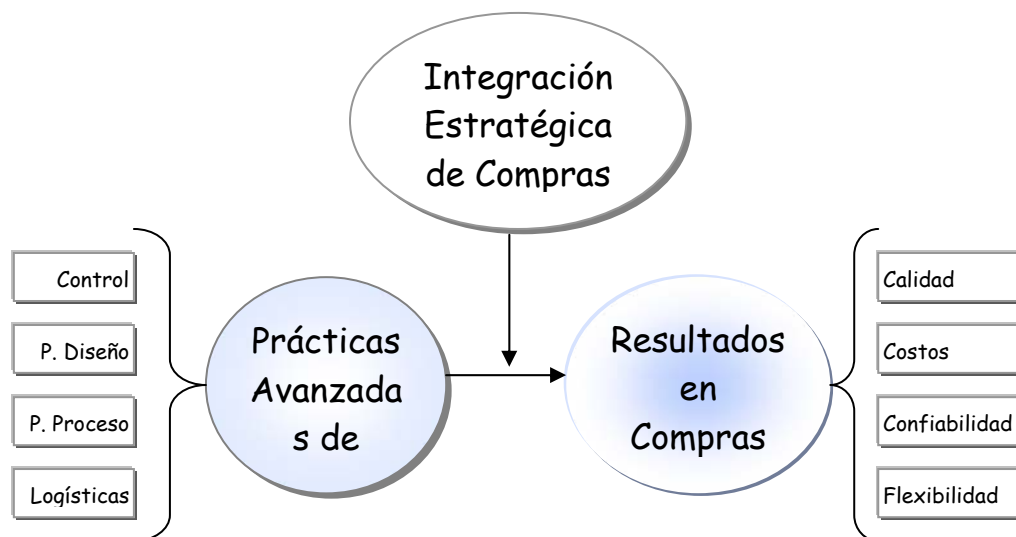 Integración
Estratégica
de Compras
Control
P. Diseño
P. Proceso
Logísticas
Prácticas
Avanzada
s de
Resultados
en
Compras
Calidad
Costos
Confiabilidad
Flexibilidad